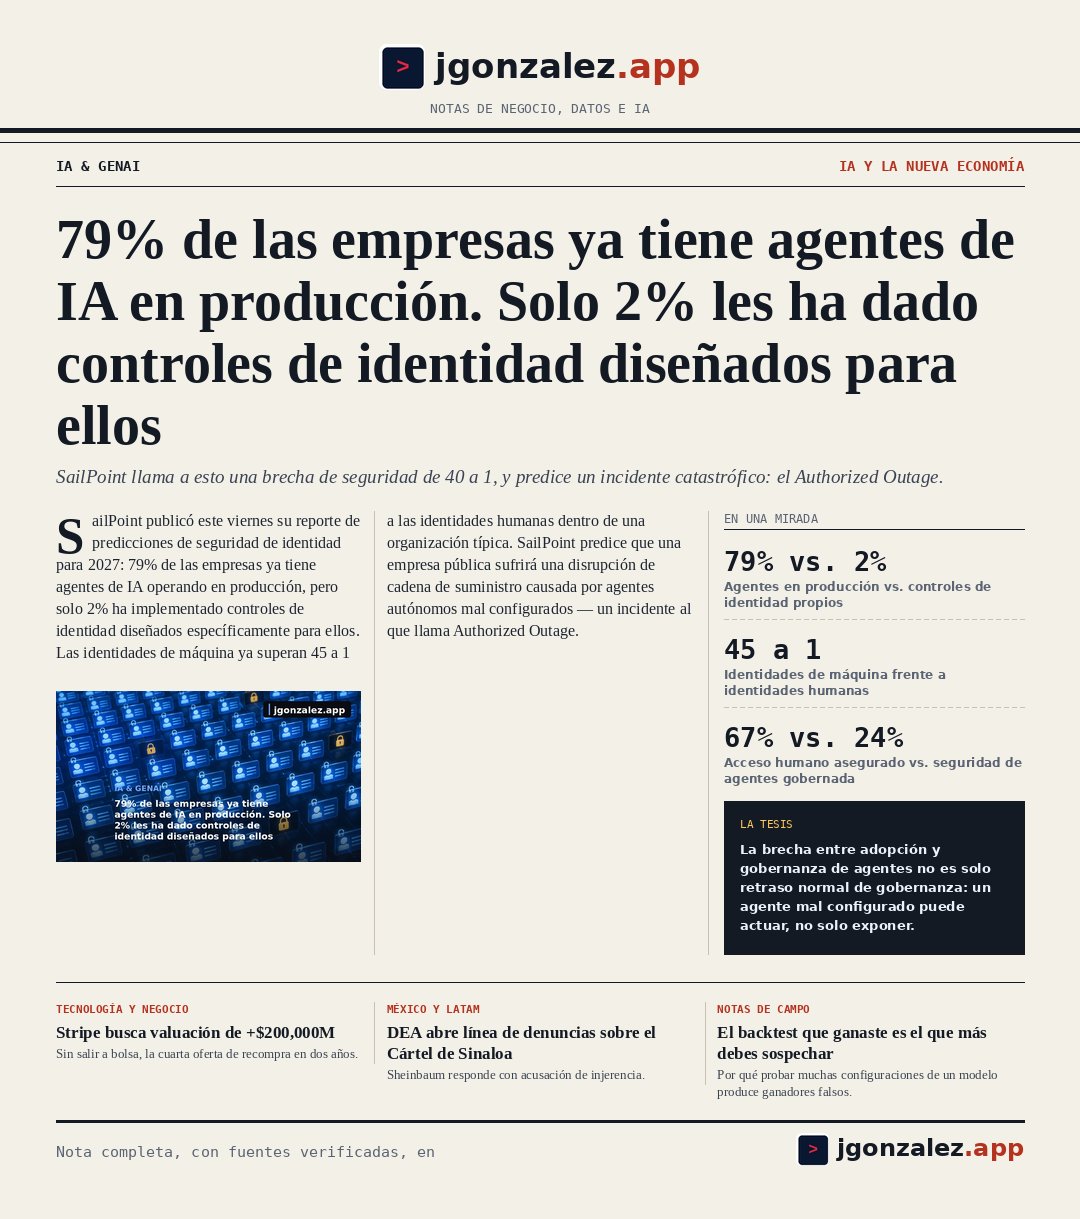 > jgonzalez.app
NOTAS DE NEGOCIO, DATOS E IA
IA & GENAI
IA Y LA NUEVA ECONOMÍA
79% de las empresas ya tiene agentes de
IA en producción. Solo 2% les ha dado
controles de identidad diseñados para
ellos
SailPoint llama a esto una brecha de seguridad de 40 a 1, y predice un incidente catastrófico: el Authorized Outage.
SailPoint publicó este viernes su reporte de
predicciones de seguridad de identidad
para 2027: 79% de las empresas ya tiene
agentes de IA operando en producción, pero
solo 2% ha implementado controles de
identidad diseñados específicamente para ellos.
Las identidades de máquina ya superan 45 a 1
jgonzalez.app
IA & GENAI
79% de las empresas ya tiene
agentes de IA en producción. Solo
2% les ha dado controles de
identidad diseñados para ellos
a las identidades humanas dentro de una
organización típica. SailPoint predice que una
empresa pública sufrirá una disrupción de
cadena de suministro causada por agentes
autónomos mal configurados — un incidente al
que llama Authorized Outage.
EN UNA MIRADA
79% vs. 2%
Agentes en producción vs. controles de
identidad propios
45 a 1
Identidades de máquina frente a
identidades humanas
67% vs. 24%
Acceso humano asegurado vs. seguridad de
agentes gobernada
LA TESIS
La brecha entre adopción y
gobernanza de agentes no es solo
retraso normal de gobernanza: un
agente mal configurado puede
actuar, no solo exponer.
TECNOLOGÍA Y NEGOCIO
Stripe busca valuación de +$200,000M
Sin salir a bolsa, la cuarta oferta de recompra en dos años.
MÉXICO Y LATAM
DEA abre línea de denuncias sobre el
Cártel de Sinaloa
Sheinbaum responde con acusación de injerencia.
NOTAS DE CAMPO
El backtest que ganaste es el que más
debes sospechar
Por qué probar muchas configuraciones de un modelo
produce ganadores falsos.
Nota completa, con fuentes verificadas, en
> jgonzalez.app